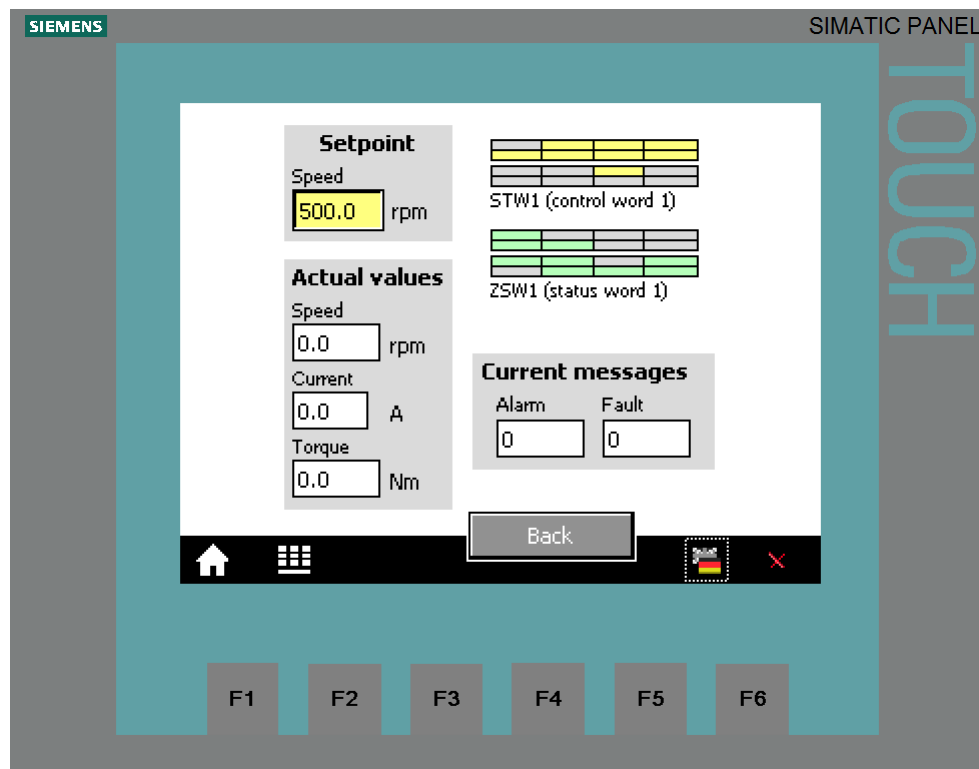 SIEMENS
SIMATIC PANEL
TOUCH
Setpoint
Speed
500.0 rpm
Actual values
Speed
0.0 rpm
Current
0.0 A
Torque
0.0 Nm
STW1 (control word 1)
ZSW1 (status word 1)
Current messages
Alarm Fault
0 0
Back
F1 F2 F3 F4 F5 F6